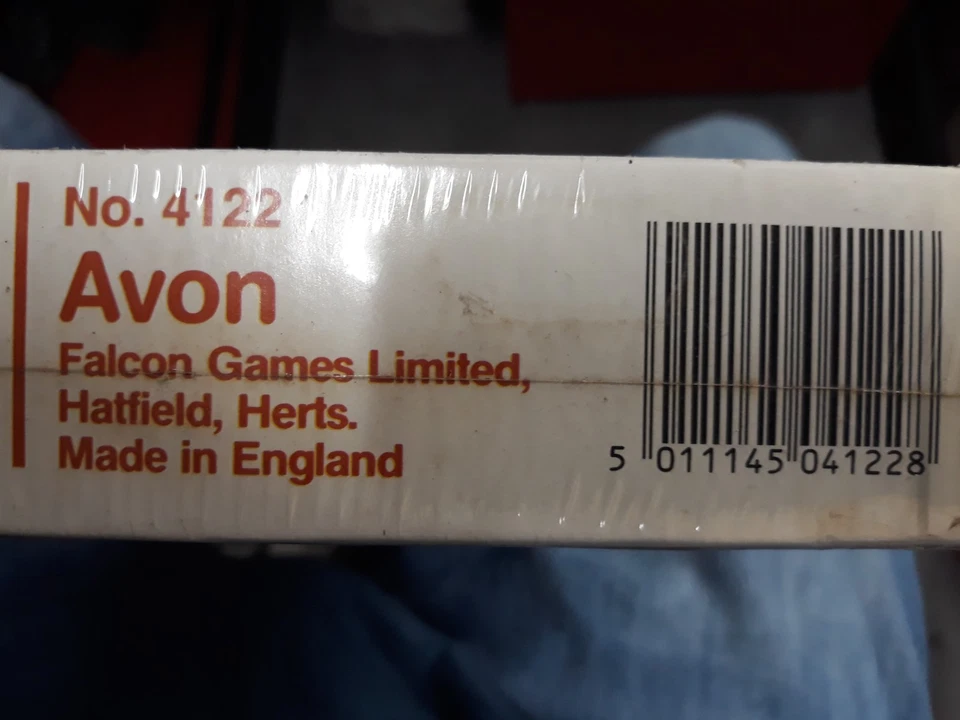 No. 4122
Avon
Falcon Games Limited,
Hatfield, Herts.
Made in England
5 011145 041228